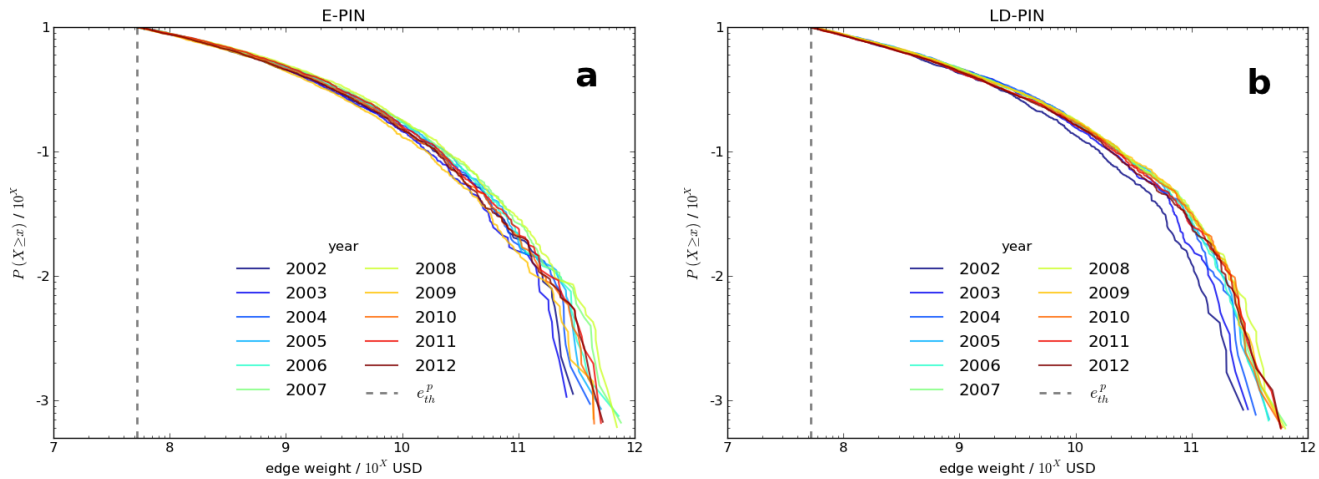 E-PIN
a
1
-1
-2
-3
P (X≥x) / 10^X
year
2002 2008
2003 2009
2004 2010
2005 2011
2006 2012
2007 e_th^p
7 8 9 10 11 12
edge weight / 10^X USD
LD-PIN
b
1
-1
-2
-3
P (X≥x) / 10^X
year
2002 2008
2003 2009
2004 2010
2005 2011
2006 2012
2007 e_th^p
7 8 9 10 11 12
edge weight / 10^X USD